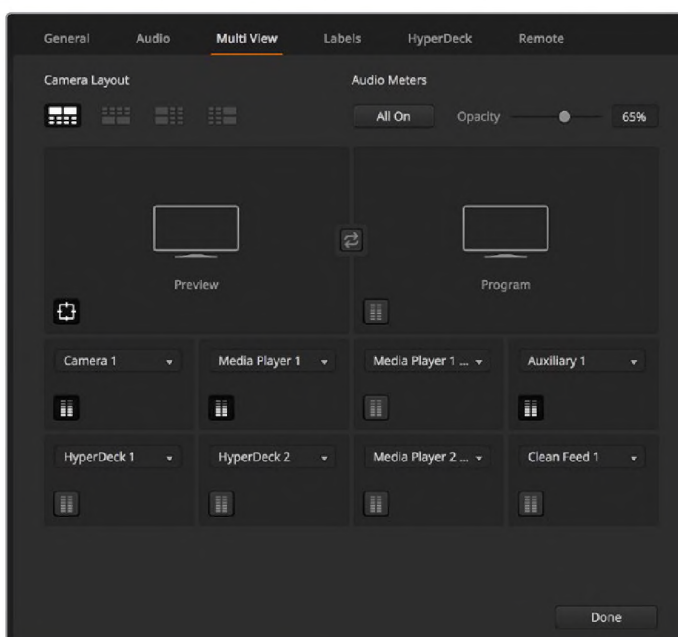 General Audio Multi View Labels HyperDeck Remote
Camera Layout Audio Meters
All On Opacity 65%
Preview Program
Camera 1 Media Player 1 Media Player 1 ... Auxiliary 1
HyperDeck 1 HyperDeck 2 Media Player 2 ... Clean Feed 1
Done